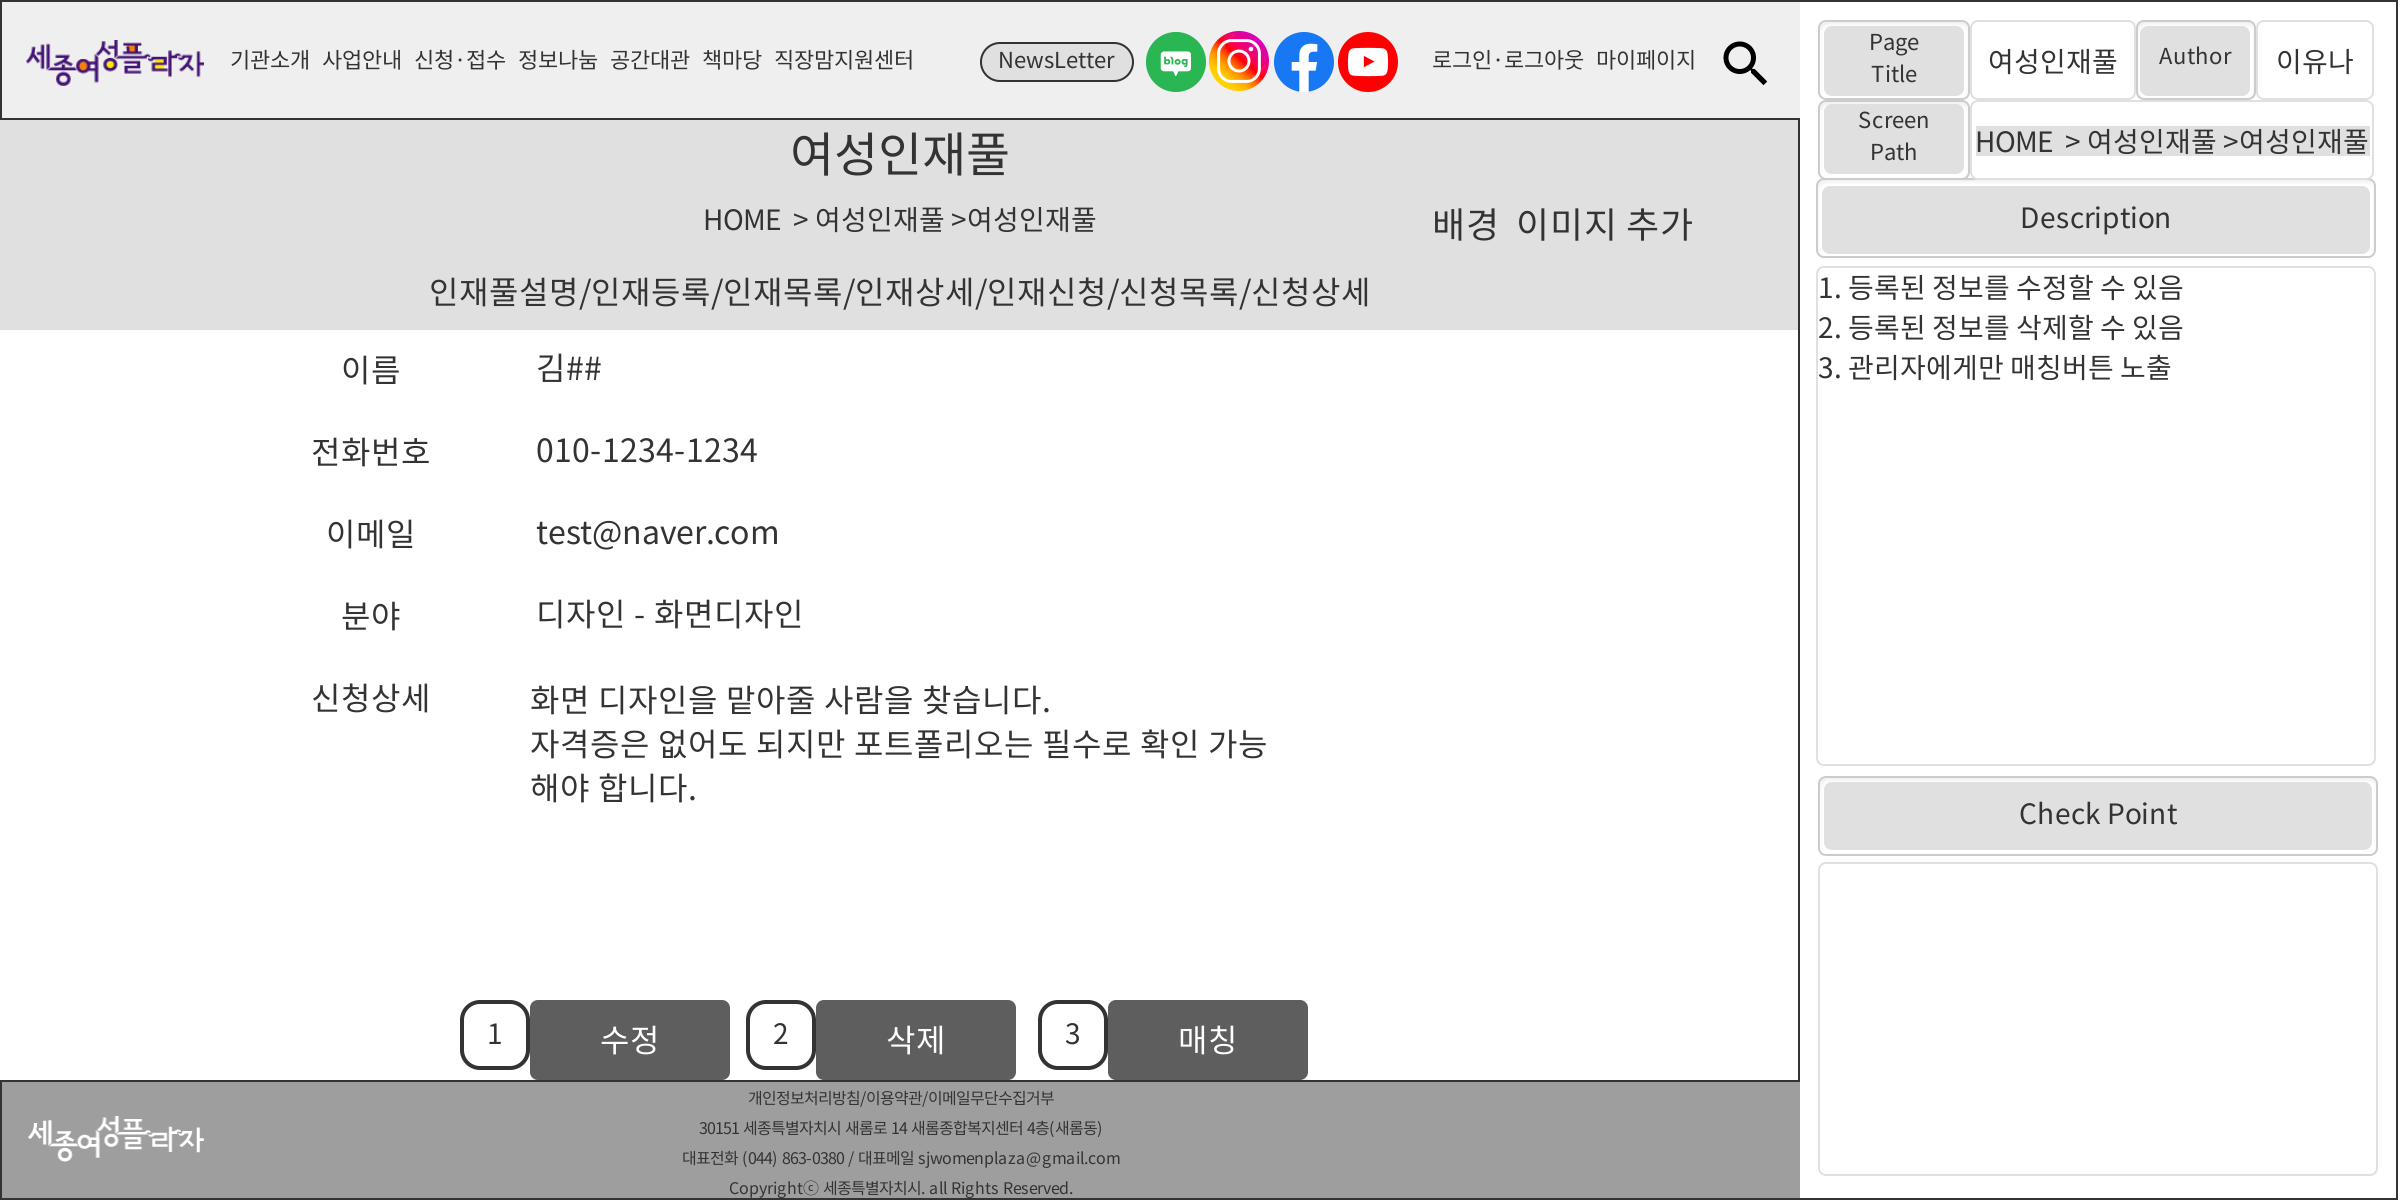 세종여성플라자
기관소개 사업안내 신청·접수 정보나눔 공간대관 책마당 직장맘지원센터
NewsLetter
blog
로그인·로그아웃 마이페이지
여성인재풀
HOME > 여성인재풀 >여성인재풀
배경 이미지 추가
인재풀설명/인재등록/인재목록/인재상세/인재신청/신청목록/신청상세
이름 김##
전화번호 010-1234-1234
이메일 test@naver.com
분야 디자인 - 화면디자인
신청상세 화면 디자인을 맡아줄 사람을 찾습니다.
자격증은 없어도 되지만 포트폴리오는 필수로 확인 가능
해야 합니다.
1 수정 2 삭제 3 매칭
세종여성플라자
개인정보처리방침/이용약관/이메일무단수집거부
30151 세종특별자치시 새롬로 14 새롬종합복지센터 4층(새롬동)
대표전화 (044) 863-0380 / 대표메일 sjwomenplaza@gmail.com
Copyrightⓒ 세종특별자치시. all Rights Reserved.
Page Title 여성인재풀 Author 이유나
Screen Path HOME > 여성인재풀 >여성인재풀
Description
1. 등록된 정보를 수정할 수 있음
2. 등록된 정보를 삭제할 수 있음
3. 관리자에게만 매칭버튼 노출
Check Point